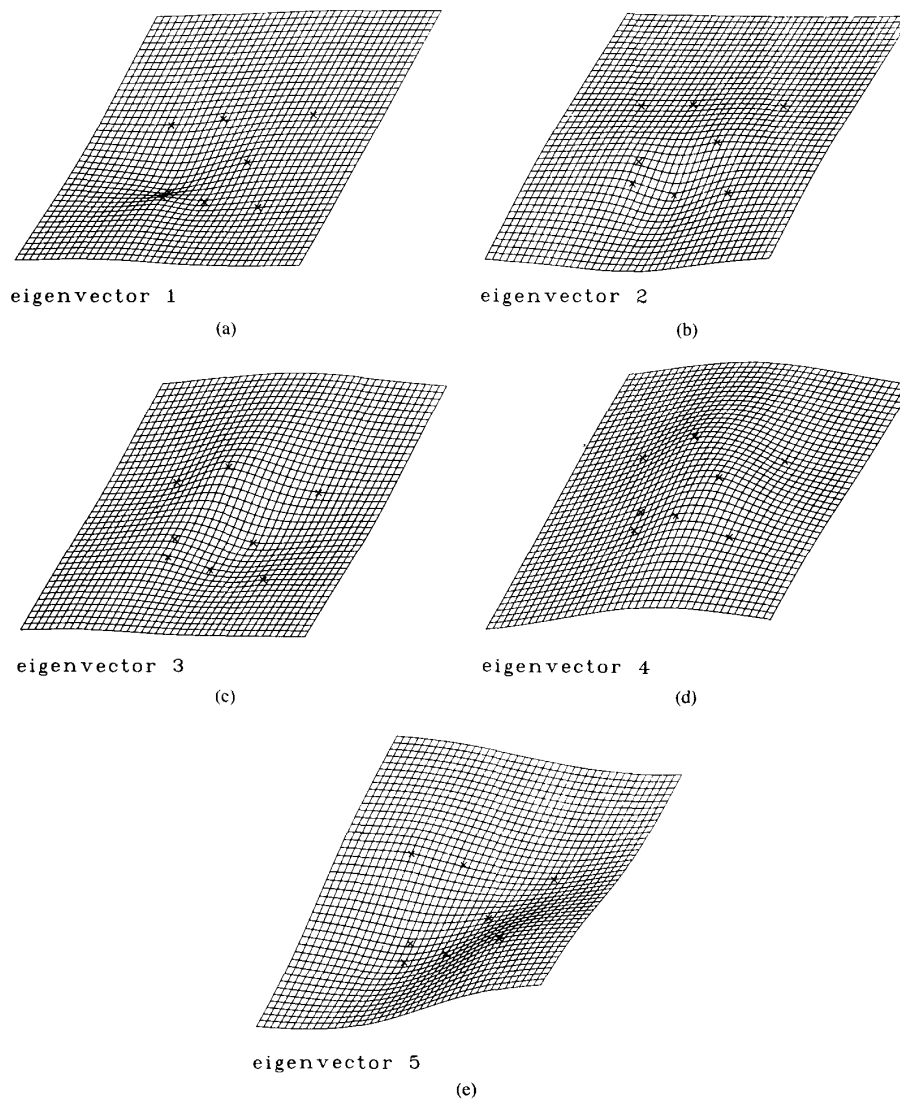 eigenvector 1
(a)
eigenvector 2
(b)
eigenvector 3
(c)
eigenvector 4
(d)
eigenvector 5
(e)